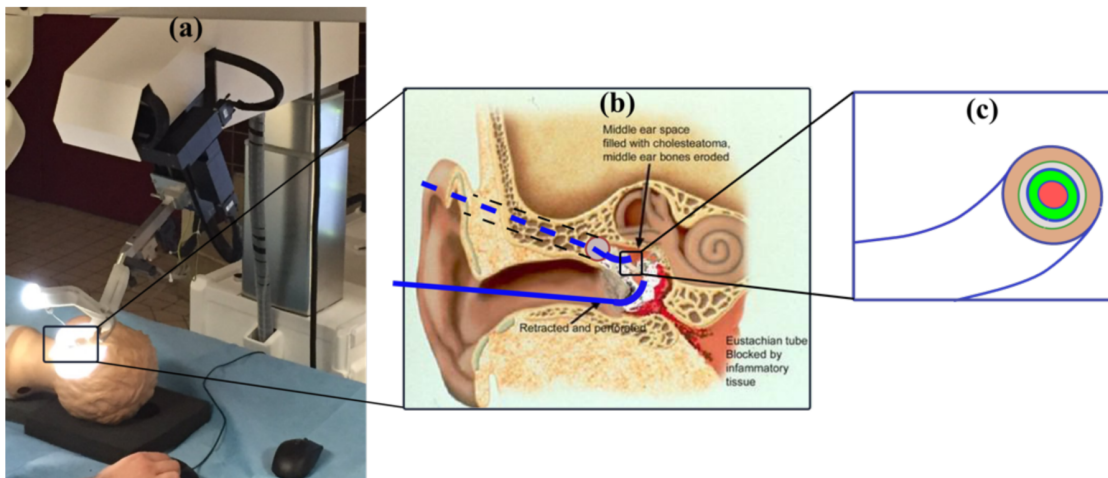 (a)
(b)
(c)
Middle ear space
filled with cholesteatoma,
middle ear bones eroded
Retracted and perforated
Eustachian tube
Blocked by
infammatory
tissue